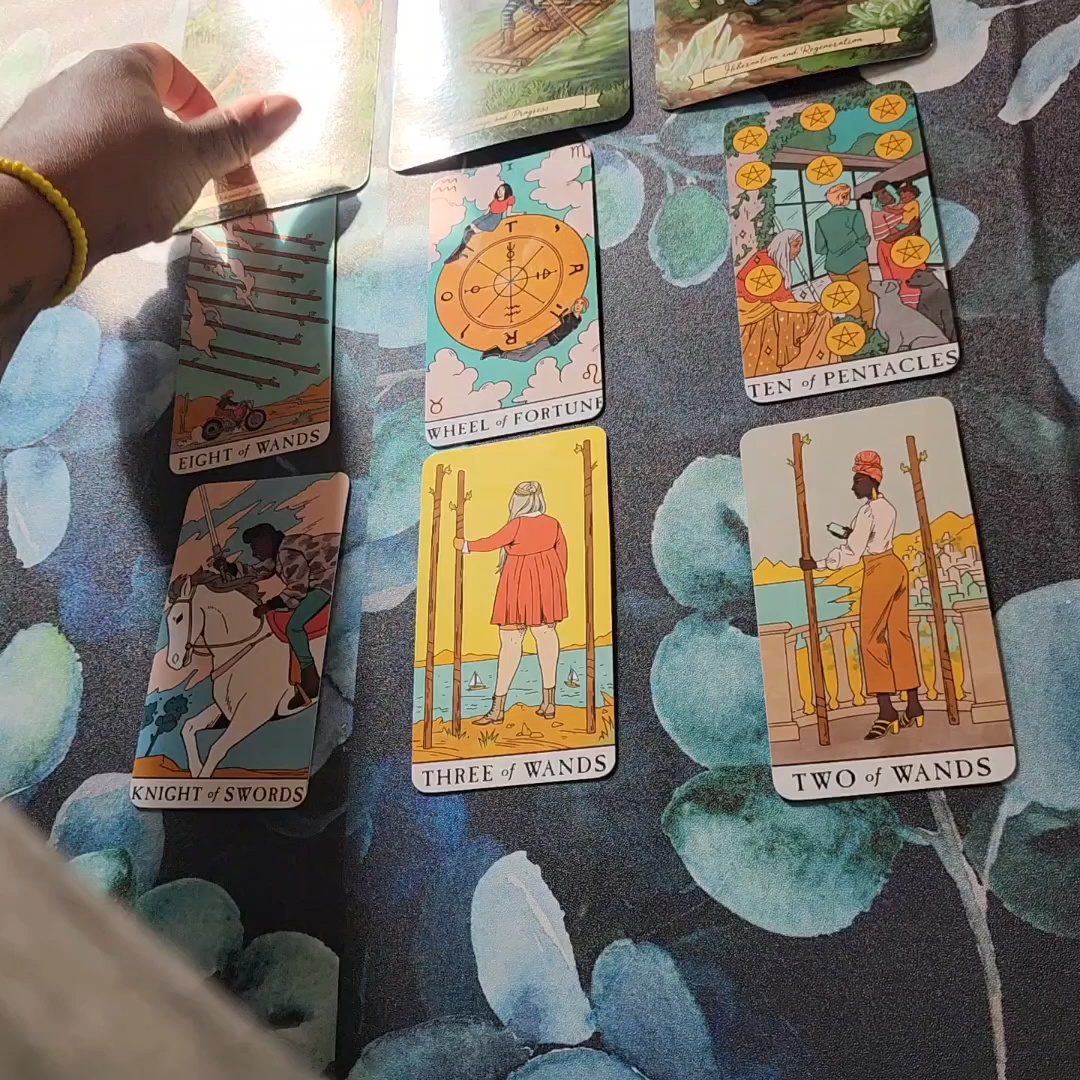 and Progress
Hibernation and Regeneration
EIGHT of WANDS
WHEEL of FORTUNE
TEN of PENTACLES
KNIGHT of SWORDS
THREE of WANDS
TWO of WANDS